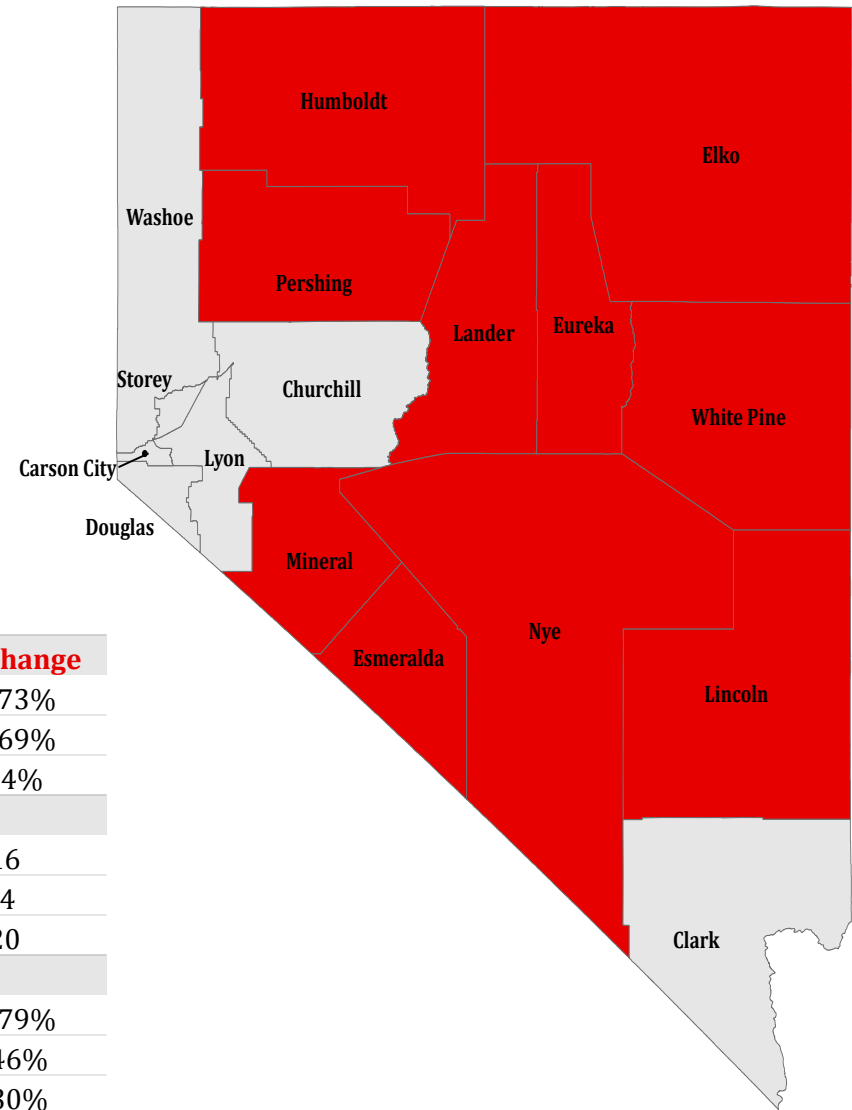 Humboldt
Elko
Washoe
Pershing
Lander
Eureka
Storey
Churchill
White Pine
Carson City
Lyon
Douglas
Mineral
Nye
Esmeralda
Lincoln
Clark
hange
73%
69%
4%
16
4
20
79%
46%
30%